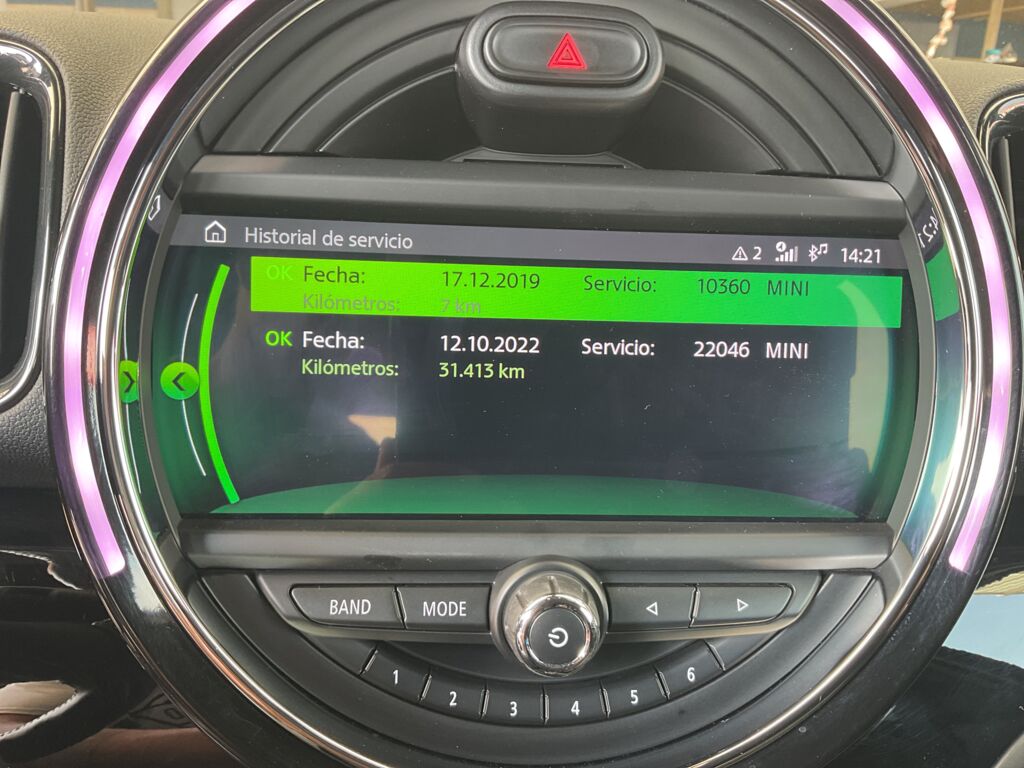 Historial de servicio 2 14:21
OK Fecha: 17.12.2019 Servicio: 10360 MINI
Kilómetros: 7 km
OK Fecha: 12.10.2022 Servicio: 22046 MINI
Kilómetros: 31.413 km
BAND MODE
1 2 3 4 5 6